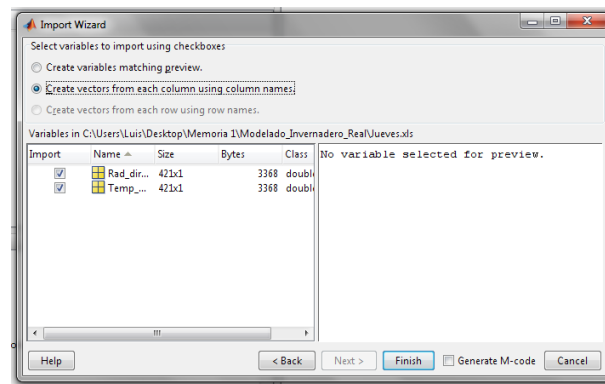 Import Wizard
Select variables to import using checkboxes
Create variables matching preview.
Create vectors from each column using column names.
Create vectors from each row using row names.
Variables in C:\Users\Luis\Desktop\Memoria 1\Modelado_Invernadero_Real\Jueves.xls
Import Name Size Bytes Class
Rad_dir... 421x1 3368 double
Temp_... 421x1 3368 double
No variable selected for preview.
Help < Back Next > Finish Generate M-code Cancel